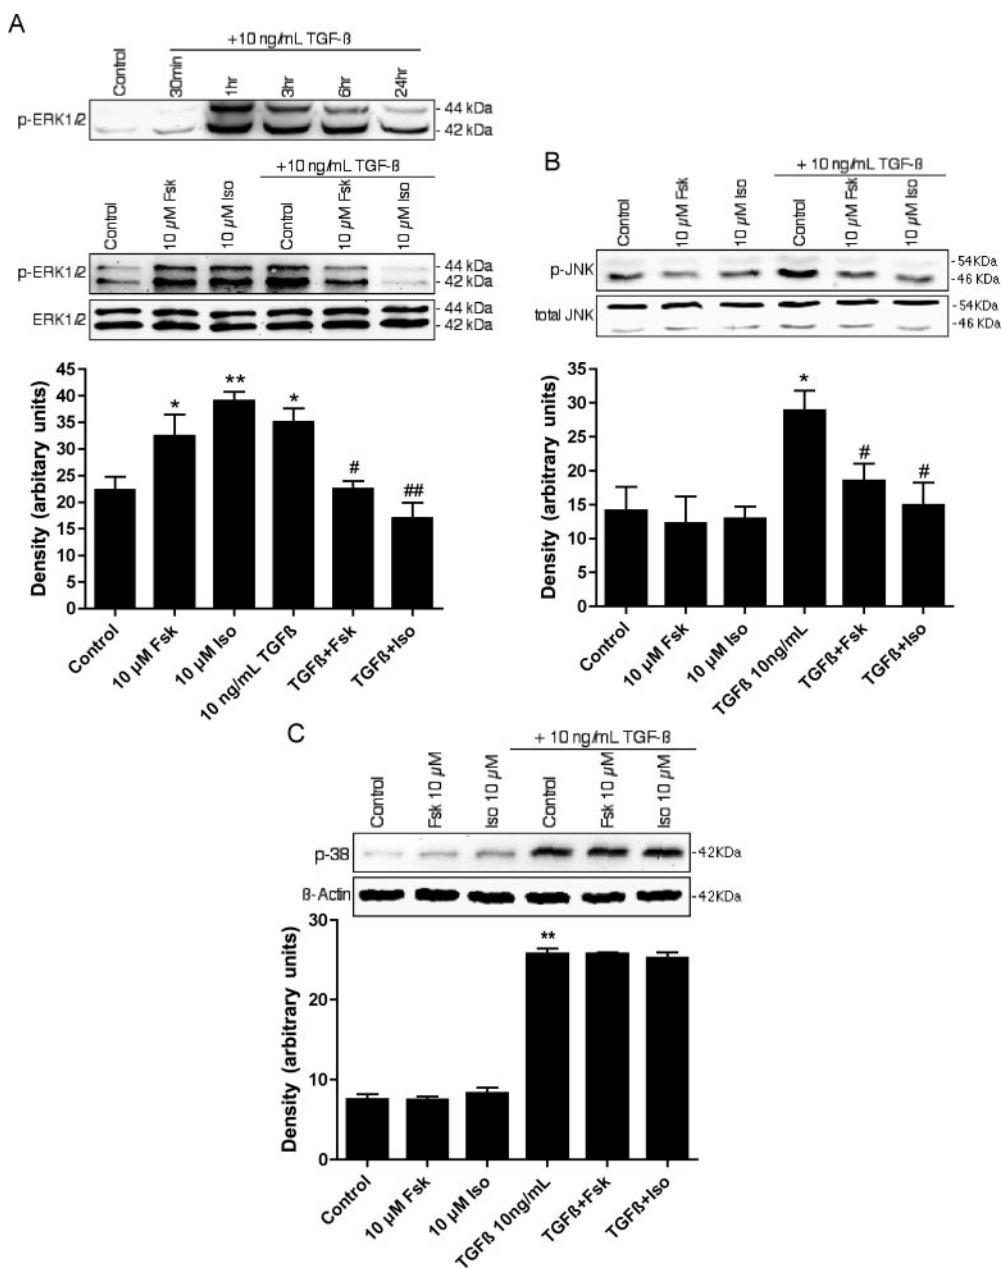 A
+10 ng/mL TGF-ß
Control
30min
1hr
3hr
6hr
24hr
p-ERK1/2
- 44 kDa
- 42 kDa
+10 ng/mL TGF-ß
Control
10 µM Fsk
10 µM Iso
Control
10 µM Fsk
10 µM Iso
p-ERK1/2
- 44 kDa
- 42 kDa
ERK1/2
- 44 kDa
- 42 kDa
Density (arbitary units)
45
40
35
30
25
20
15
10
5
0
*
**
*
#
##
Control
10 µM Fsk
10 µM Iso
10 ng/mL TGFß
TGFß+Fsk
TGFß+Iso
B
+ 10 ng/mL TGF-ß
Control
10 µM Fsk
10 µM Iso
Control
10 µM Fsk
10 µM Iso
p-JNK
-54KDa
-46 KDa
total JNK
-54KDa
-46 KDa
Density (arbitrary units)
35
30
25
20
15
10
5
0
*
#
#
Control
10 µM Fsk
10 µM Iso
TGFß 10ng/mL
TGFß+Fsk
TGFß+Iso
C
+ 10 ng/mL TGF-ß
Control
Fsk 10 µM
Iso 10 µM
Control
Fsk 10 µM
Iso 10 µM
p-38
-42KDa
ß-Actin
-42KDa
Density (arbitrary units)
30
20
10
0
**
Control
10 µM Fsk
10 µM Iso
TGFß 10ng/mL
TGFß+Fsk
TGFß+Iso